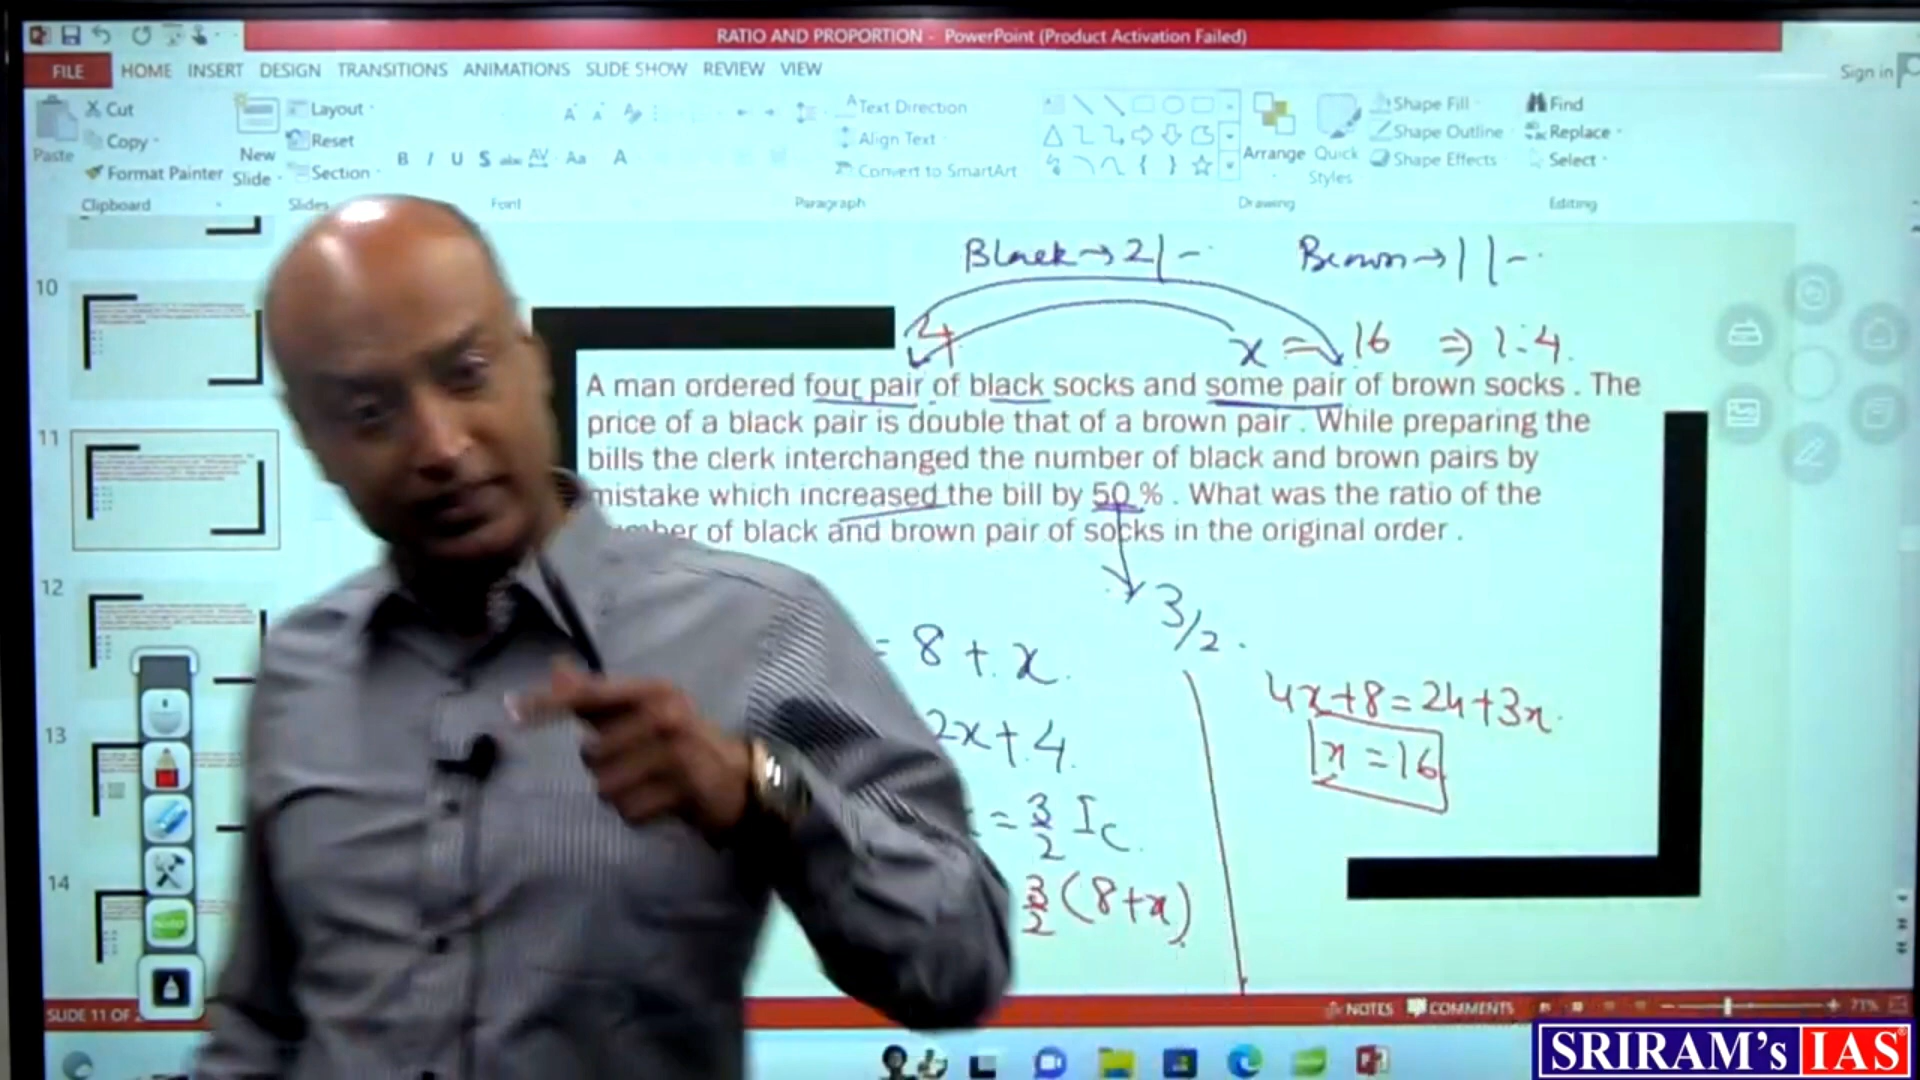 RATIO AND PROPORTION - PowerPoint (Product Activation Failed)
FILE HOME INSERT DESIGN TRANSITIONS ANIMATIONS SLIDE SHOW REVIEW VIEW
Sign in
Cut
Copy
Format Painter
Paste
Clipboard
New Slide
Layout
Reset
Section
Slides
B I U S abc AV Aa A
Font
Text Direction
Align Text
Convert to SmartArt
Paragraph
Arrange
Quick Styles
Drawing
Shape Fill
Shape Outline
Shape Effects
Find
Replace
Select
Editing
10
11
12
13
14
Black → 2/-
Brown → 1/-
4
x = 16 ⇒ 1:4
A man ordered four pair of black socks and some pair of brown socks . The
price of a black pair is double that of a brown pair . While preparing the
bills the clerk interchanged the number of black and brown pairs by
mistake which increased the bill by 50 % . What was the ratio of the
of black and brown pair of socks in the original order .
3/2
= 8 + x
2x + 4
= 3/2 Ic
3/2 (8+x)
4x+8=24+3x
x = 16
SLIDE 11 OF
NOTES
COMMENTS
71%
SRIRAM's IAS